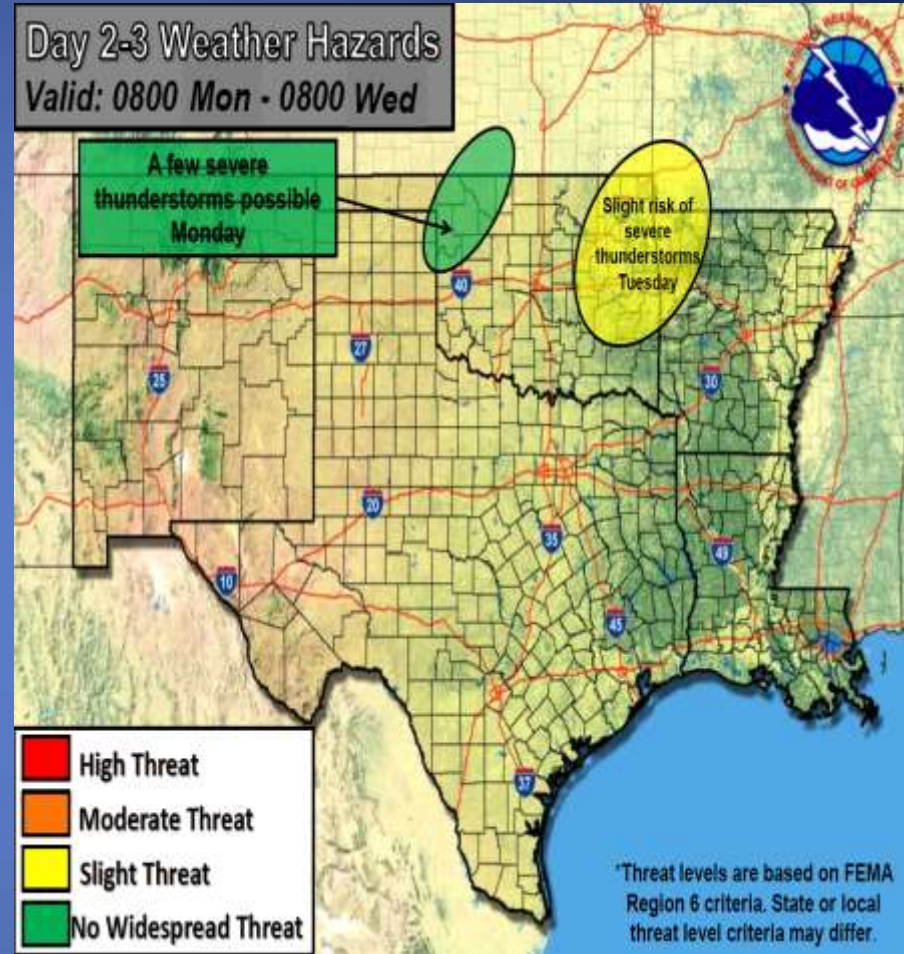 Day 2-3 Weather Hazards
Valid: 0800 Mon - 0800 Wed
A few severe
thunderstorms possible
Monday
Slight risk of
severe
thunderstorms
Tuesday
40
27
25
30
20
35
49
10
45
37
High Threat
Moderate Threat
Slight Threat
No Widespread Threat
*Threat levels are based on FEMA
Region 6 criteria. State or local
threat level criteria may differ.